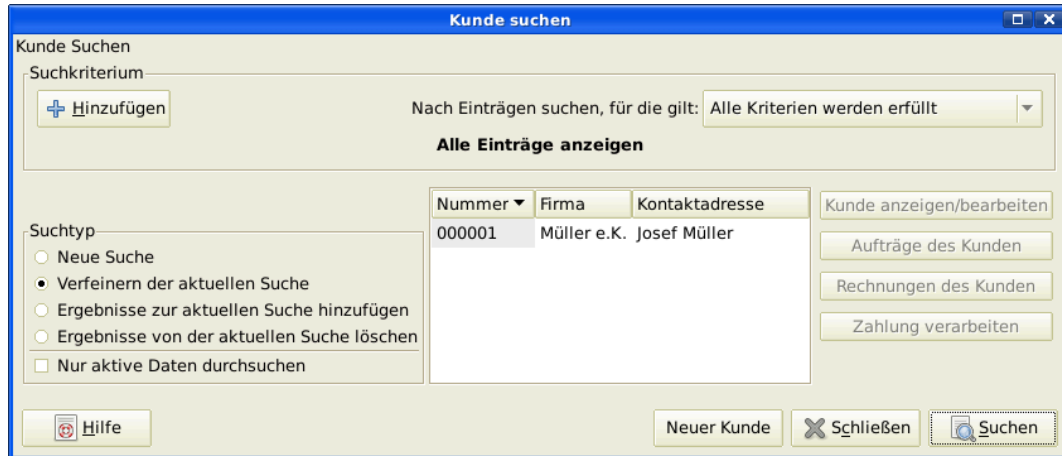 Kunde suchen
Kunde Suchen
Suchkriterium
Hinzufügen
Nach Einträgen suchen, für die gilt: Alle Kriterien werden erfüllt
Alle Einträge anzeigen
Suchtyp
Neue Suche
Verfeinern der aktuellen Suche
Ergebnisse zur aktuellen Suche hinzufügen
Ergebnisse von der aktuellen Suche löschen
Nur aktive Daten durchsuchen
Nummer Firma Kontaktadresse
000001 Müller e.K. Josef Müller
Kunde anzeigen/bearbeiten
Aufträge des Kunden
Rechnungen des Kunden
Zahlung verarbeiten
Hilfe Neuer Kunde Schließen Suchen